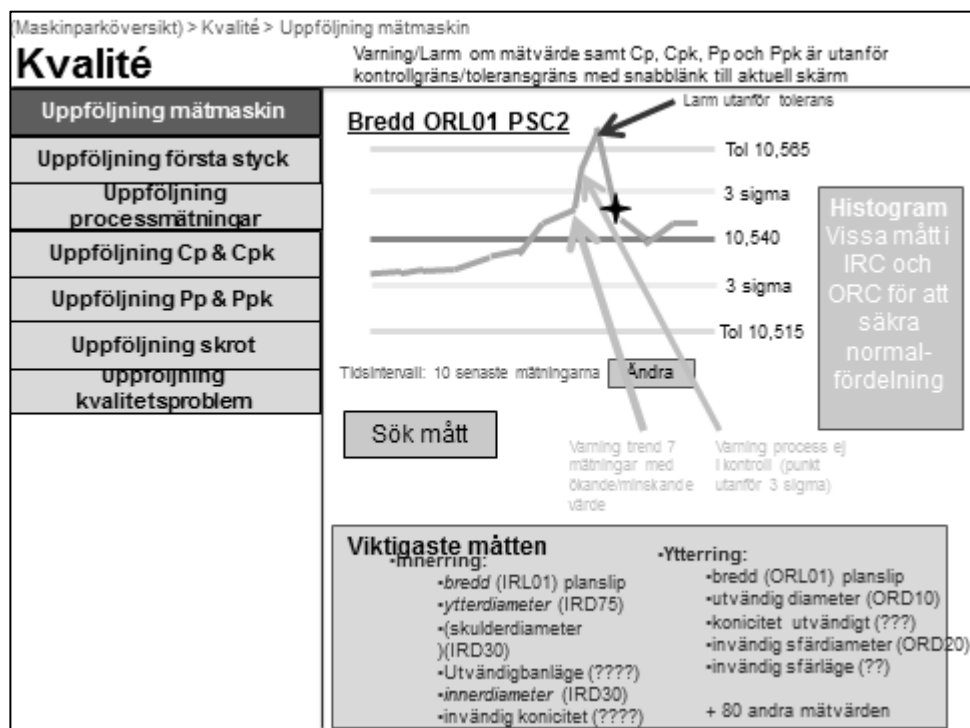 (Maskinparköversikt) > Kvalité > Uppföljning mätmaskin
Kvalité
Varning/Larm om mätvärde samt Cp, Cpk, Pp och Ppk är utanför
kontrollgräns/toleransgräns med snabblänk till aktuell skärm
Uppföljning mätmaskin
Uppföljning första styck
Uppföljning
processmätningar
Uppföljning Cp & Cpk
Uppföljning Pp & Ppk
Uppföljning skrot
Uppföljning
kvalitetsproblem
Larm utanför tolerans
Bredd ORL01 PSC2
Tol 10,565
3 sigma
10,540
3 sigma
Tol 10,515
Histogram
Vissa mått i
IRC och
ORC för att
säkra
normal-
fördelning
Tidsintervall: 10 senaste mätningarna
Ändra
Sök mått
Varning trend 7
mätningar med
ökande/minskande
värde
Varning process ej
i kontroll (punkt
utanför 3 sigma)
Viktigaste måtten
•Innerring:
•bredd (IRL01) planslip
•ytterdiameter (IRD75)
•(skulderdiameter
)(IRD30)
•Utvändigbanläge (????)
•innerdiameter (IRD30)
•invändig konicitet (????)
•Ytterring:
•bredd (ORL01) planslip
•utvändig diameter (ORD10)
•konicitet utvändigt (???)
•invändig sfärdiameter (ORD20)
•invändig sfärläge (??)
+ 80 andra mätvärden